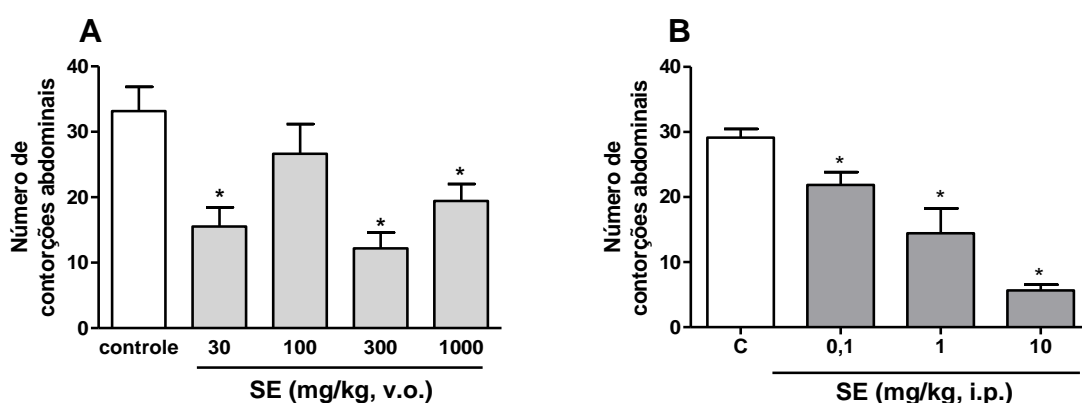 A
Número de
contorções abdominais
40
30
20
10
0
*
*
*
controle
30
100
300
1000
SE (mg/kg, v.o.)
B
Número de
contorções abdominais
40
30
20
10
0
*
*
*
C
0,1
1
10
SE (mg/kg, i.p.)